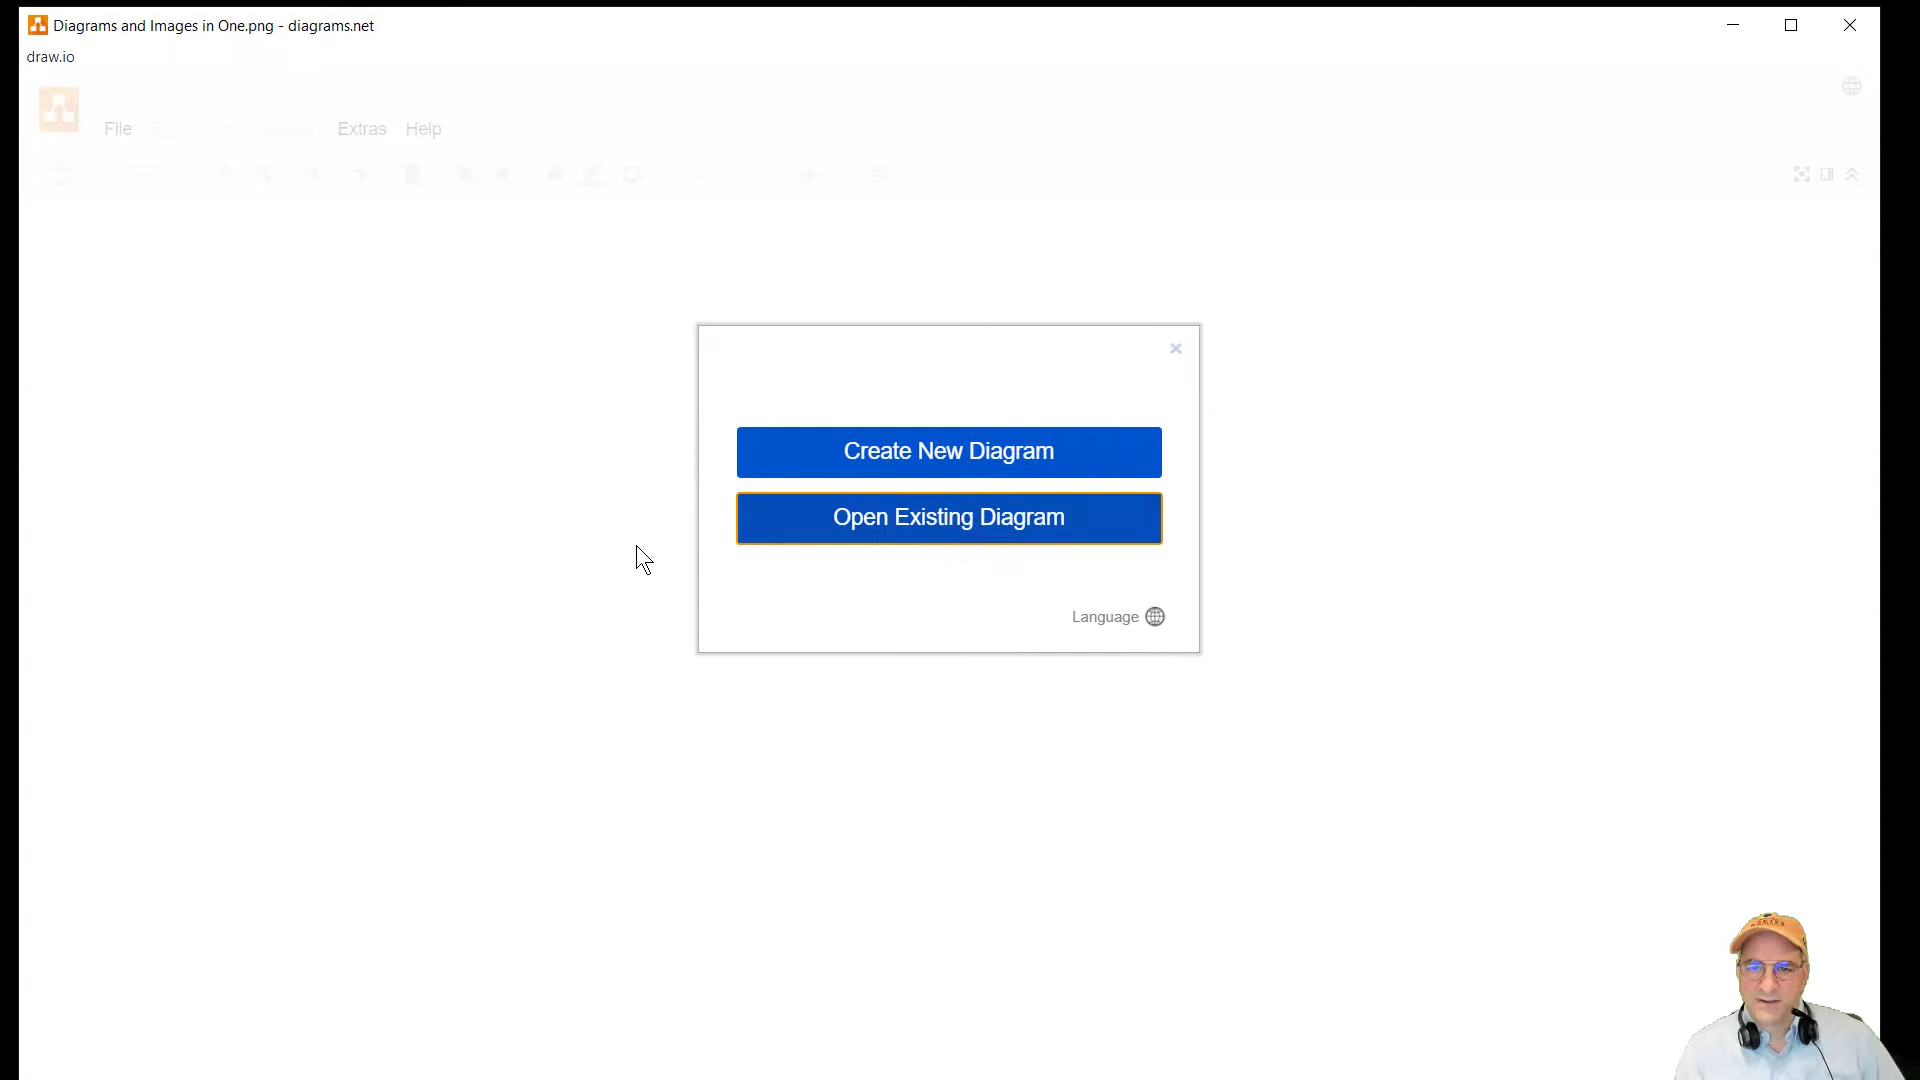 Diagrams and Images in One.png - diagrams.net
draw.io
File Extras Help
Create New Diagram
Open Existing Diagram
Language